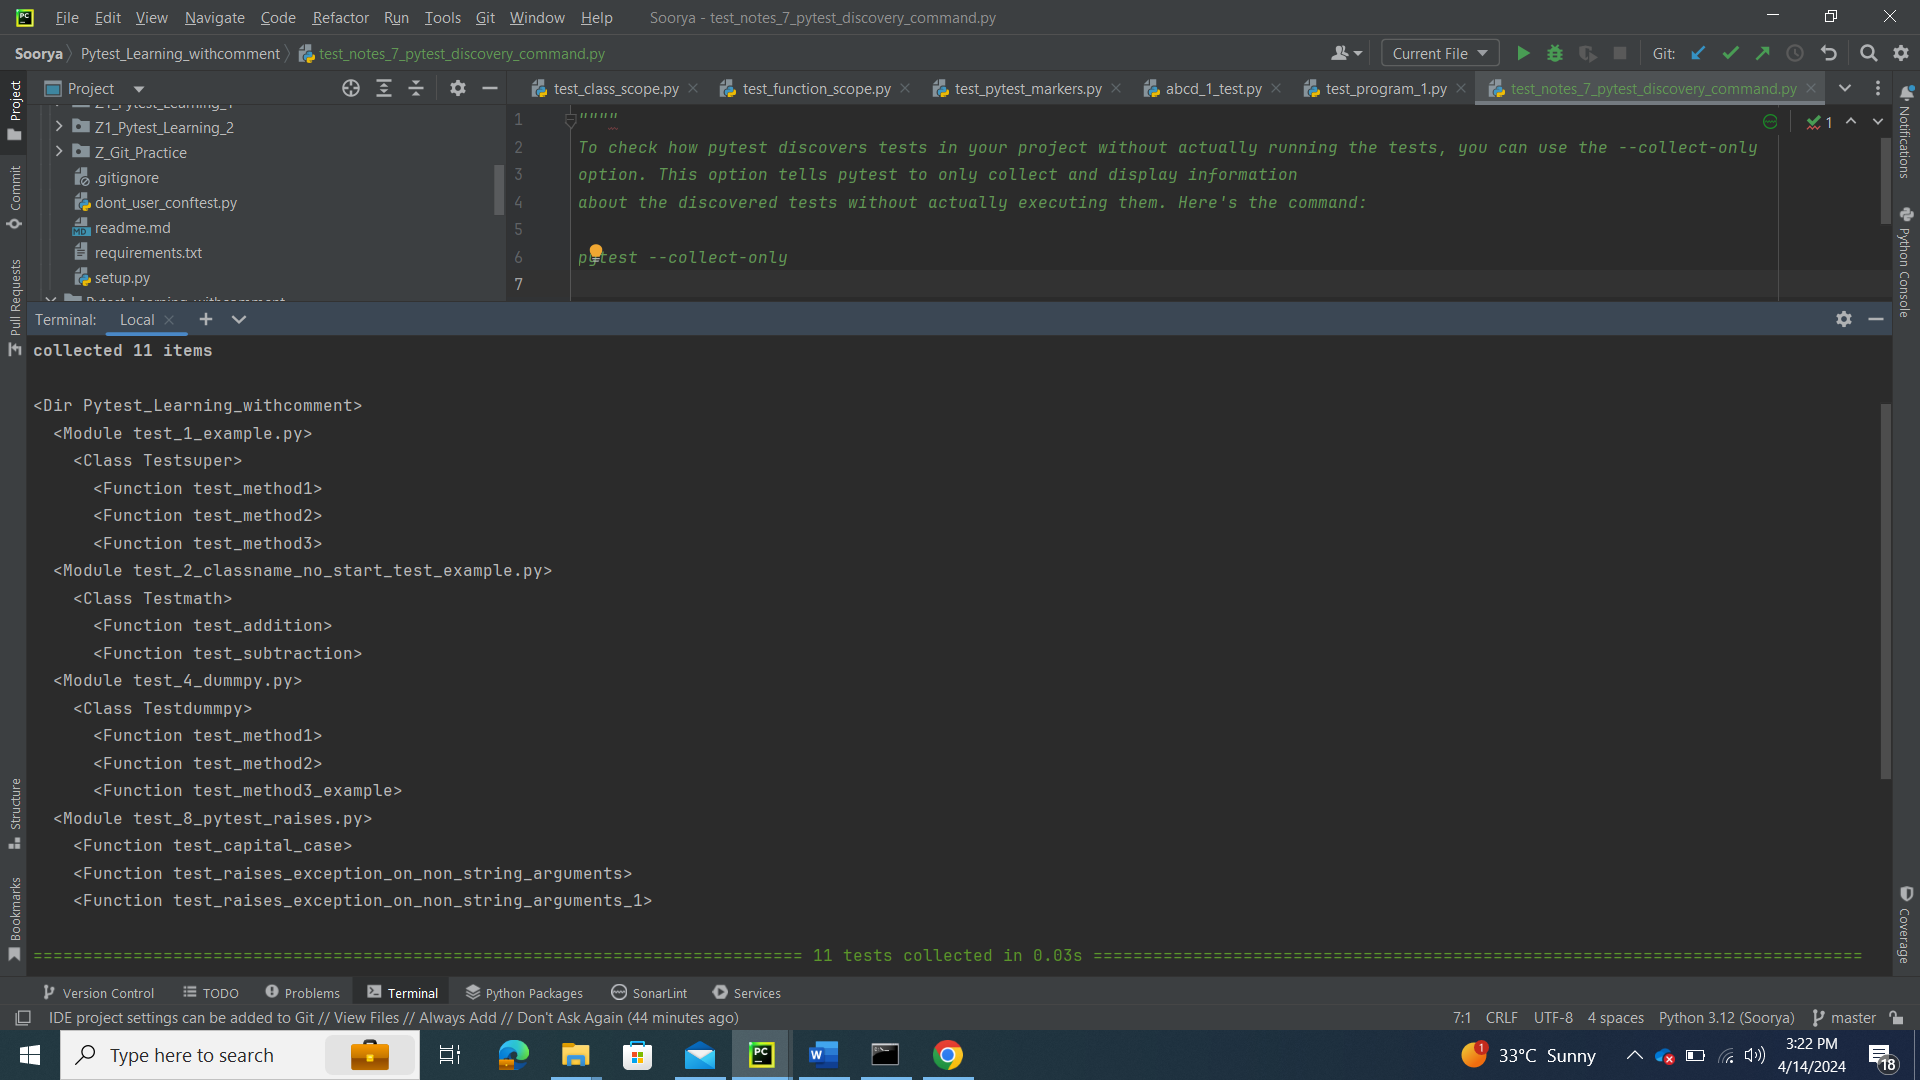 File Edit View Navigate Code Refactor Run Tools Git Window Help Soorya - test_notes_7_pytest_discovery_command.py
Soorya Pytest_Learning_withcomment test_notes_7_pytest_discovery_command.py Current File Git:
Project
test_class_scope.py test_function_scope.py test_pytest_markers.py abcd_1_test.py test_program_1.py test_notes_7_pytest_discovery_command.py
Z1_Pytest_Learning_2
Z_Git_Practice
.gitignore
dont_user_conftest.py
readme.md
requirements.txt
setup.py
Pytest_Learning_withcomment
1 """"
2 To check how pytest discovers tests in your project without actually running the tests, you can use the --collect-only
3 option. This option tells pytest to only collect and display information
4 about the discovered tests without actually executing them. Here's the command:
5
6 pytest --collect-only
7
1
Project
Commit
Pull Requests
Structure
Bookmarks
Notifications
Python Console
Coverage
Terminal: Local
collected 11 items
<Dir Pytest_Learning_withcomment>
<Module test_1_example.py>
<Class Testsuper>
<Function test_method1>
<Function test_method2>
<Function test_method3>
<Module test_2_classname_no_start_test_example.py>
<Class Testmath>
<Function test_addition>
<Function test_subtraction>
<Module test_4_dummpy.py>
<Class Testdummpy>
<Function test_method1>
<Function test_method2>
<Function test_method3_example>
<Module test_8_pytest_raises.py>
<Function test_capital_case>
<Function test_raises_exception_on_non_string_arguments>
<Function test_raises_exception_on_non_string_arguments_1>
============================================================================= 11 tests collected in 0.03s =============================================================================
Version Control TODO Problems Terminal Python Packages SonarLint Services
IDE project settings can be added to Git // View Files // Always Add // Don't Ask Again (44 minutes ago) 7:1 CRLF UTF-8 4 spaces Python 3.12 (Soorya) master
Type here to search 1 33°C Sunny 3:22 PM 4/14/2024 18